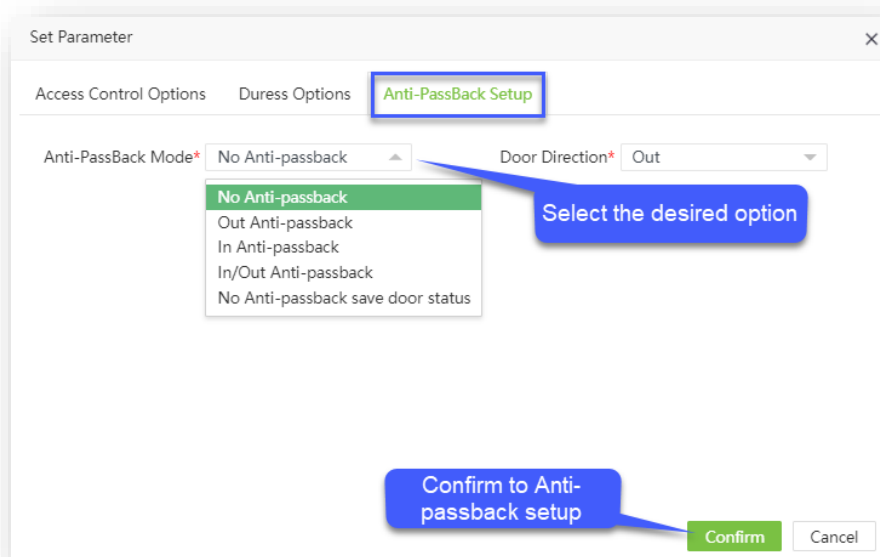 Set Parameter
Access Control Options Duress Options Anti-PassBack Setup
Anti-PassBack Mode* No Anti-passback Door Direction* Out
No Anti-passback
Out Anti-passback
In Anti-passback
In/Out Anti-passback
No Anti-passback save door status
Select the desired option
Confirm to Anti-
passback setup
Confirm Cancel